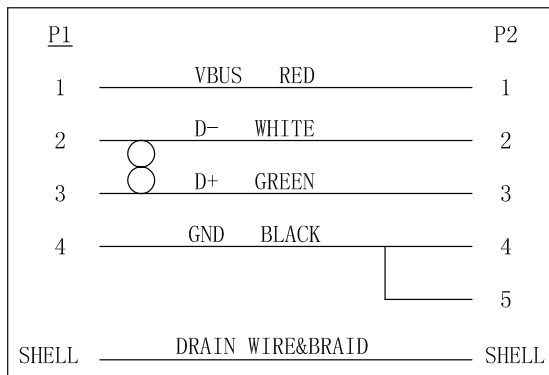 P1 P2
1 VBUS RED 1
2 D- WHITE 2
3 D+ GREEN 3
4 GND BLACK 4
5
SHELL DRAIN WIRE&BRAID SHELL